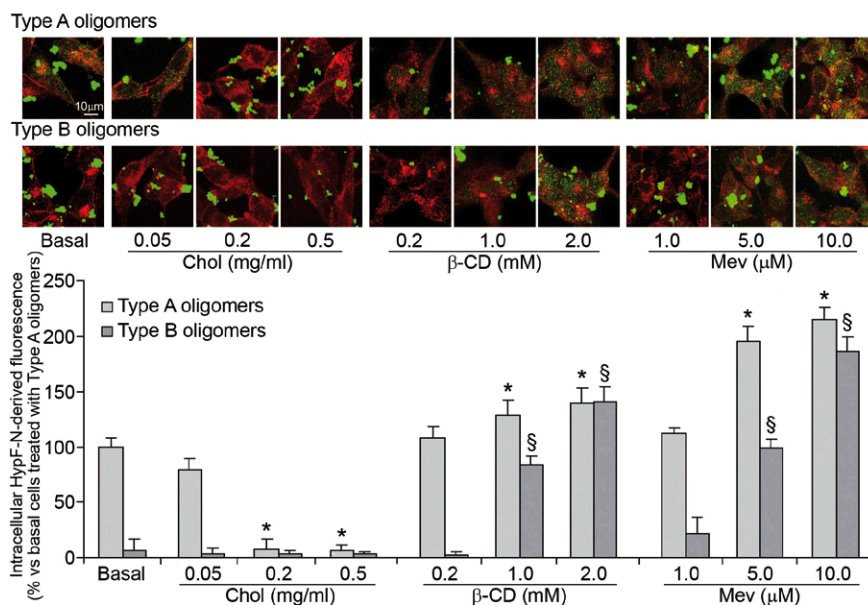 Type A oligomers
10μm
Type B oligomers
Basal 0.05 0.2 0.5 0.2 1.0 2.0 1.0 5.0 10.0
Chol (mg/ml) β-CD (mM) Mev (μM)
Intracellular HypF-N-derived fluorescence
(% vs basal cells treated with Type A oligomers)
250
200
150
100
50
0
Type A oligomers
Type B oligomers
* * * * * *
§ § § §
Basal 0.05 0.2 0.5 0.2 1.0 2.0 1.0 5.0 10.0
Chol (mg/ml) β-CD (mM) Mev (μM)